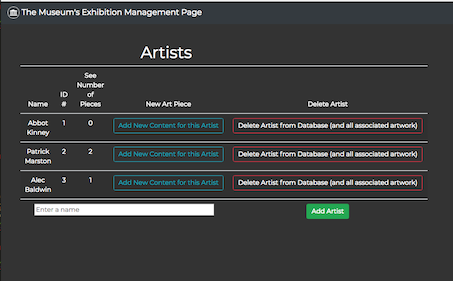 The Museum's Exhibition Management Page
Artists
Name ID # See Number of Pieces New Art Piece Delete Artist
Abbot Kinney 1 0 Add New Content for this Artist Delete Artist from Database (and all associated artwork)
Patrick Marston 2 2 Add New Content for this Artist Delete Artist from Database (and all associated artwork)
Alec Baldwin 3 1 Add New Content for this Artist Delete Artist from Database (and all associated artwork)
Enter a name Add Artist